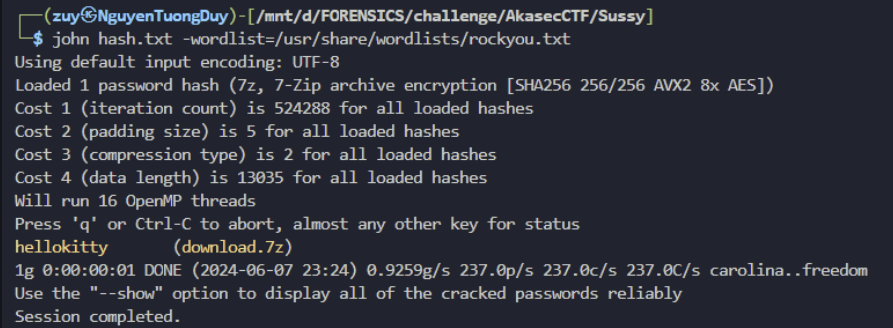 ┌──(zuy㉿NguyenTuongDuy)-[/mnt/d/FORENSICS/challenge/AkasecCTF/Sussy]
└─$ john hash.txt -wordlist=/usr/share/wordlists/rockyou.txt
Using default input encoding: UTF-8
Loaded 1 password hash (7z, 7-Zip archive encryption [SHA256 256/256 AVX2 8x AES])
Cost 1 (iteration count) is 524288 for all loaded hashes
Cost 2 (padding size) is 5 for all loaded hashes
Cost 3 (compression type) is 2 for all loaded hashes
Cost 4 (data length) is 13035 for all loaded hashes
Will run 16 OpenMP threads
Press 'q' or Ctrl-C to abort, almost any other key for status
hellokitty       (download.7z)
1g 0:00:00:01 DONE (2024-06-07 23:24) 0.9259g/s 237.0p/s 237.0c/s 237.0C/s carolina..freedom
Use the "--show" option to display all of the cracked passwords reliably
Session completed.